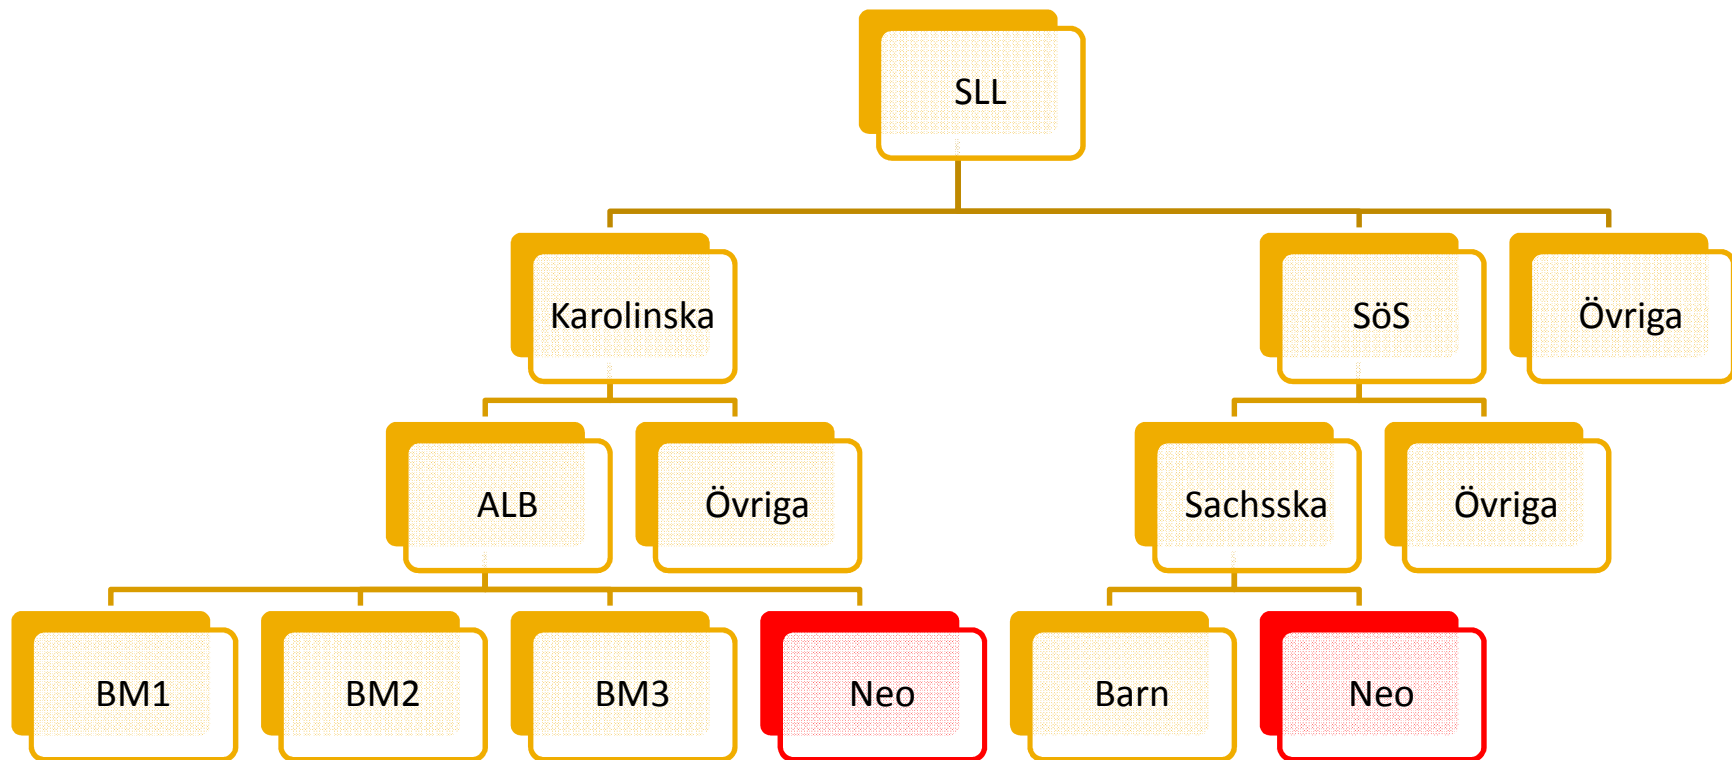 SLL
Karolinska
SöS
Övriga
ALB
Övriga
Sachsska
Övriga
BM1
BM2
BM3
Neo
Barn
Neo